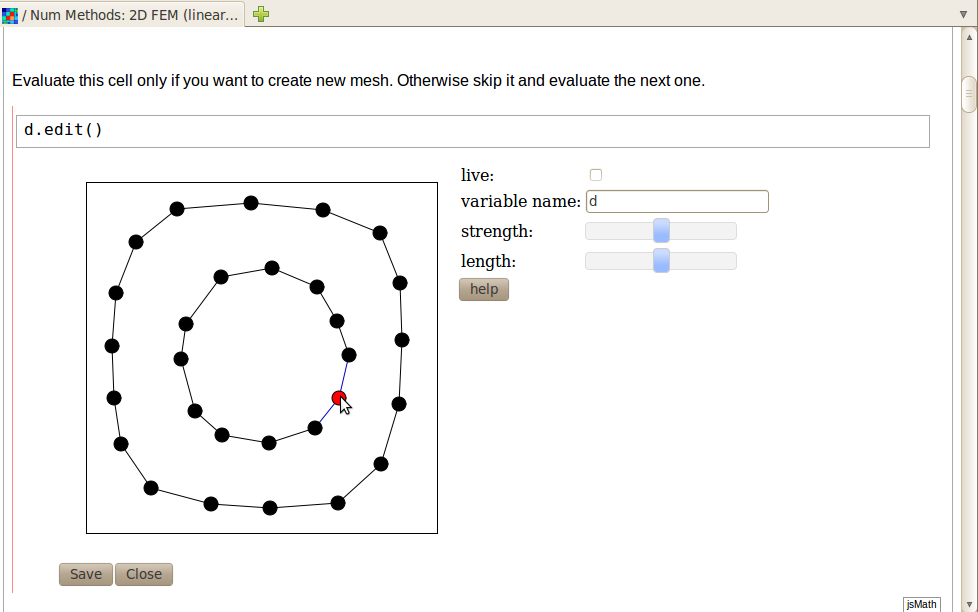 / Num Methods: 2D FEM (linear...
Evaluate this cell only if you want to create new mesh. Otherwise skip it and evaluate the next one.
d.edit()
live:
variable name: d
strength:
length:
help
Save Close
jsMath